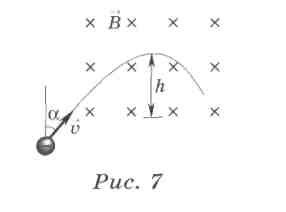 × B⃗ × × ×
× × × ×
h
α
v⃗
× × × ×
Рис. 7